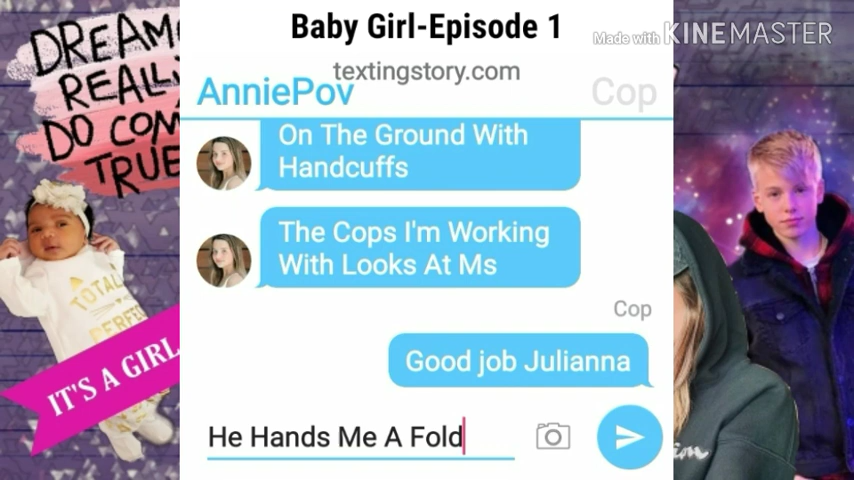 Baby Girl-Episode 1
Made with KINEMASTER
textingstory.com
AnniePov
Cop
On The Ground With
Handcuffs
The Cops I'm Working
With Looks At Ms
Cop
Good job Julianna
He Hands Me A Fold
DREAMS
REALLY
DO COME
TRUE
TOTALLY
PERFECT
IT'S A GIRL